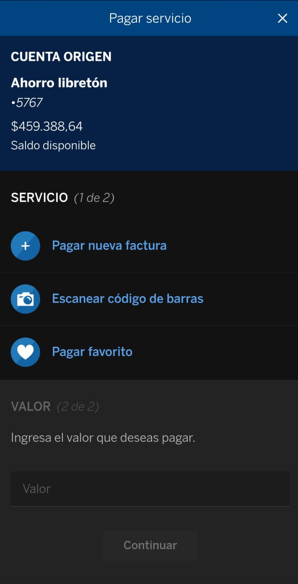 Pagar servicio
CUENTA ORIGEN
Ahorro libretón
•5767
$459.388,64
Saldo disponible
SERVICIO (1 de 2)
Pagar nueva factura
Escanear código de barras
Pagar favorito
VALOR (2 de 2)
Ingresa el valor que deseas pagar.
Valor
Continuar